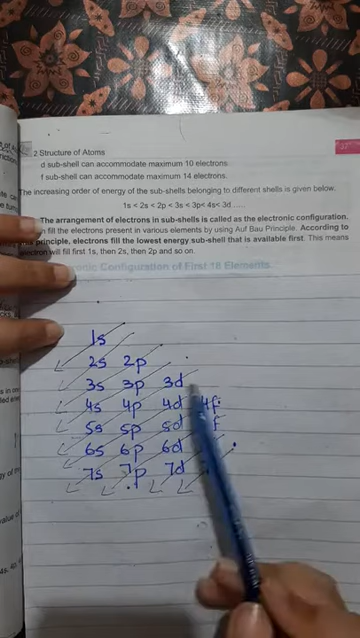 2 Structure of Atoms
d sub-shell can accommodate maximum 10 electrons
f sub-shell can accommodate maximum 14 electrons.
The increasing order of energy of the sub-shells belonging to different shells is given below.
1s < 2s < 2p < 3s < 3p< 4s< 3d......
The arrangement of electrons in sub-shells is called as the electronic configuration.
fill the electrons present in various elements by using Auf Bau Principle. According to
principle, electrons fill the lowest energy sub-shell that is available first. This means
electron will fill first 1s, then 2s, then 2p and so on.
Configuration of First 18 Elements
1s
2s 2p
3s 3p 3d
4s 4p 4d 4f
5s 5p 5d f
6s 6p 6d
7s 7p 7d